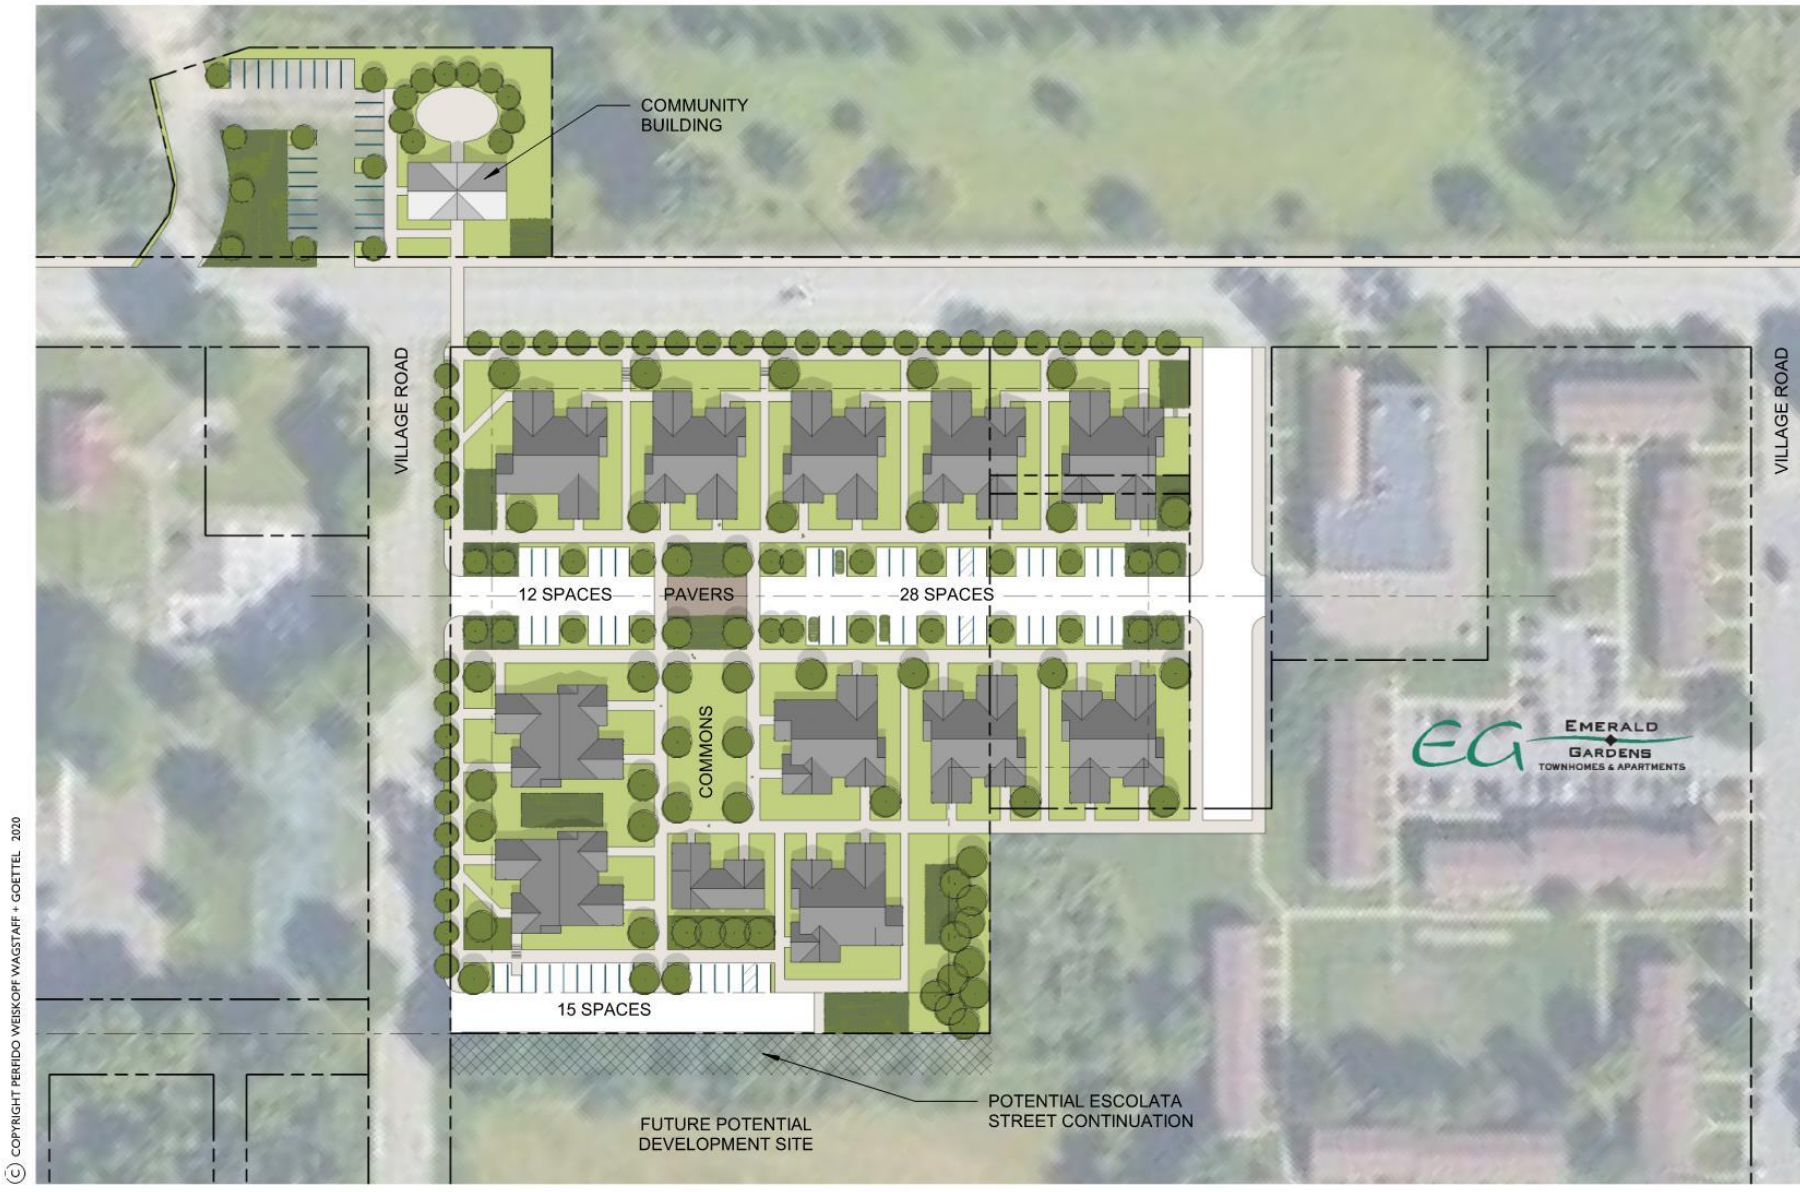 COMMUNITY
BUILDING
VILLAGE ROAD
VILLAGE ROAD
12 SPACES
PAVERS
28 SPACES
COMMONS
EG
EMERALD
GARDENS
TOWNHOMES & APARTMENTS
15 SPACES
POTENTIAL ESCOLATA
STREET CONTINUATION
FUTURE POTENTIAL
DEVELOPMENT SITE
© COPYRIGHT PERFIDO WEISKOPF WAGSTAFF + GOETTEL 2020